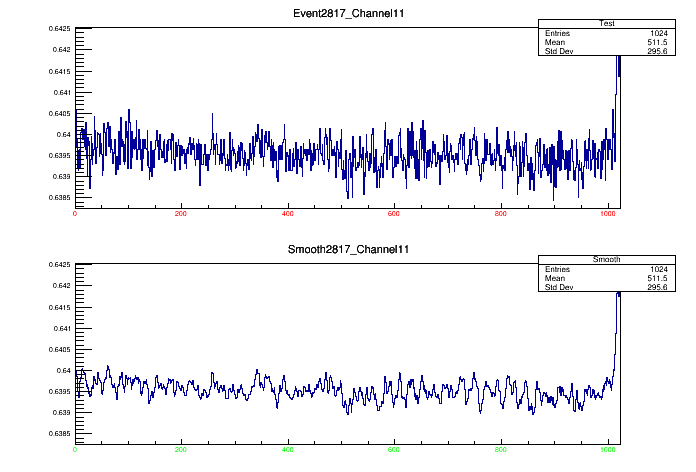 Event2817_Channel11
Test
Entries 1024
Mean 511.5
Std Dev 295.6
0.6425
0.642
0.6415
0.641
0.6405
0.64
0.6395
0.639
0.6385
0 200 400 600 800 1000
Smooth2817_Channel11
Smooth
Entries 1024
Mean 511.5
Std Dev 295.6
0.6425
0.642
0.6415
0.641
0.6405
0.64
0.6395
0.639
0.6385
0 200 400 600 800 1000